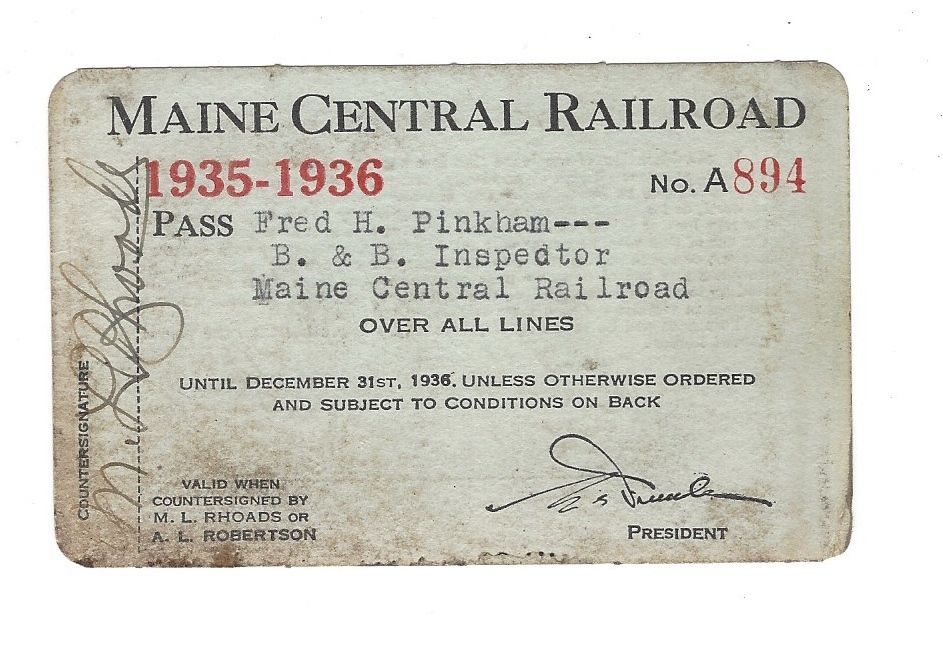 MAINE CENTRAL RAILROAD
1935-1936
No. A894
PASS Fred H. Pinkham---
B. & B. Inspector
Maine Central Railroad
OVER ALL LINES
UNTIL DECEMBER 31ST, 1936. UNLESS OTHERWISE ORDERED
AND SUBJECT TO CONDITIONS ON BACK
VALID WHEN
COUNTERSIGNED BY
M. L. RHOADS OR
A. L. ROBERTSON
PRESIDENT
COUNTERSIGNATURE
M. L. Rhoads